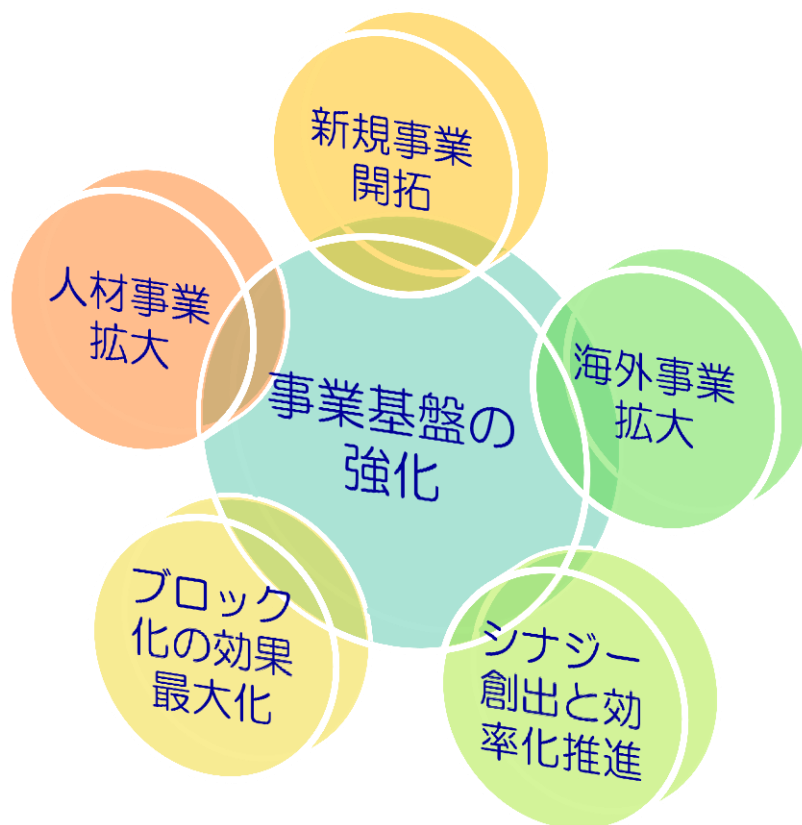 新規事業
開拓
人材事業
拡大
海外事業
拡大
事業基盤の
強化
ブロック
化の効果
最大化
シナジー
創出と効
率化推進